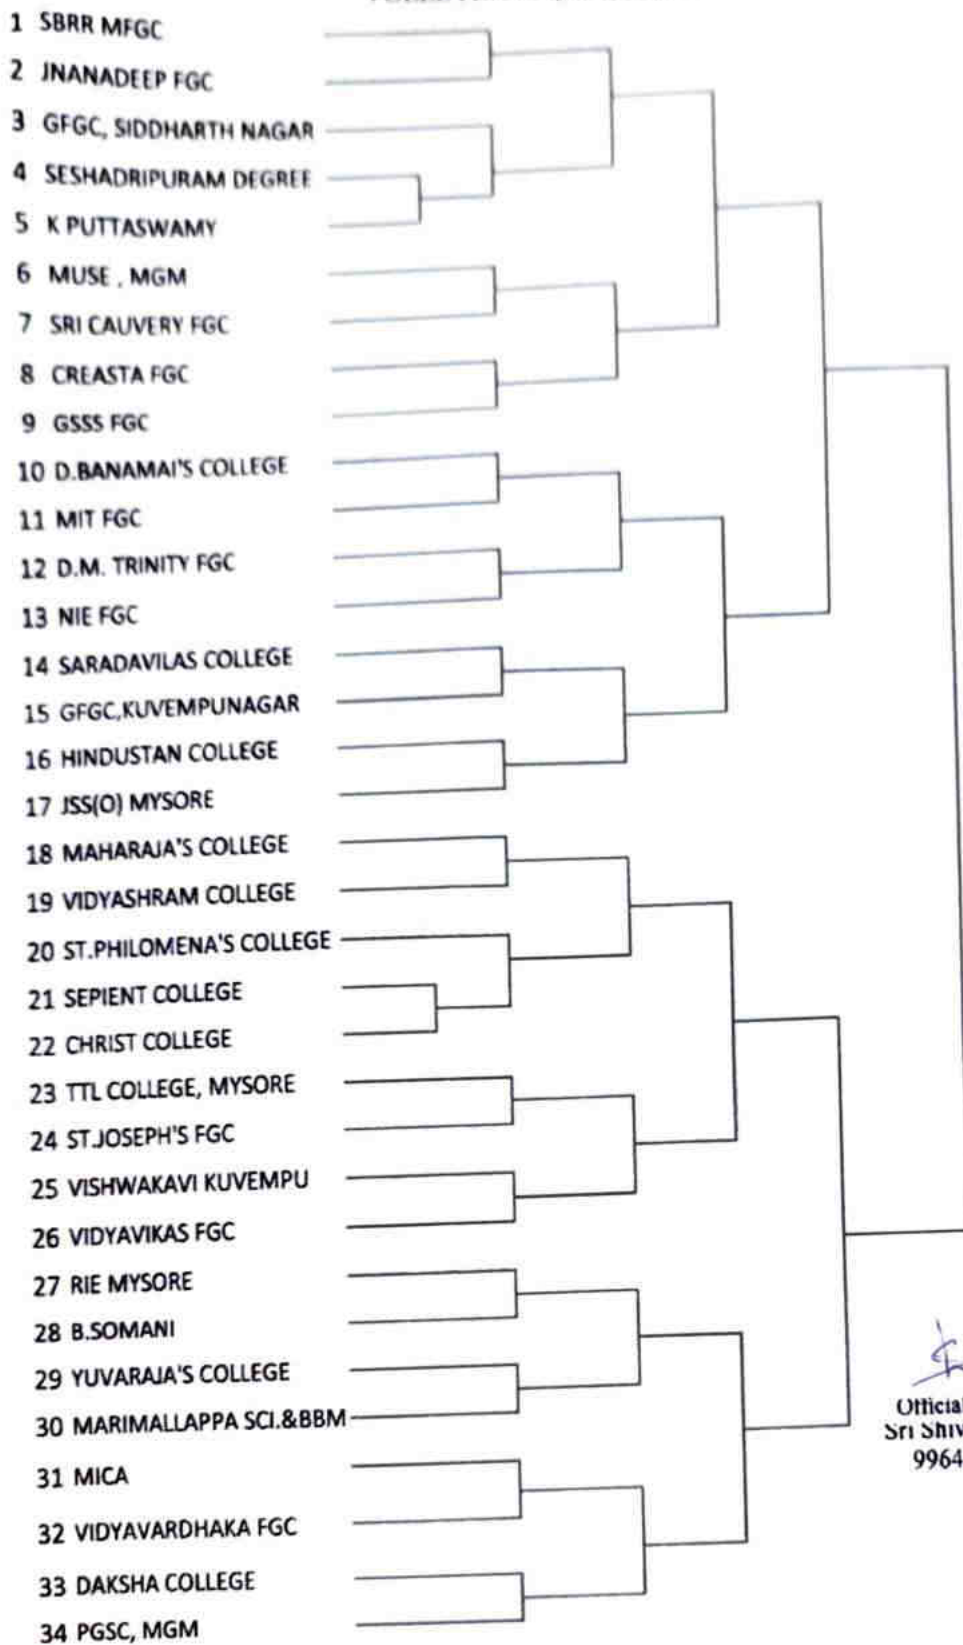 1 SBRR MFGC
2 JNANADEEP FGC
3 GFGC, SIDDHARTH NAGAR
4 SESHADRIPURAM DEGREE
5 K PUTTASWAMY
6 MUSE , MGM
7 SRI CAUVERY FGC
8 CREASTA FGC
9 GSSS FGC
10 D.BANAMAI'S COLLEGE
11 MIT FGC
12 D.M. TRINITY FGC
13 NIE FGC
14 SARADAVILAS COLLEGE
15 GFGC,KUVEMPUNAGAR
16 HINDUSTAN COLLEGE
17 JSS(O) MYSORE
18 MAHARAJA'S COLLEGE
19 VIDYASHRAM COLLEGE
20 ST.PHILOMENA'S COLLEGE
21 SEPIENT COLLEGE
22 CHRIST COLLEGE
23 TTL COLLEGE, MYSORE
24 ST.JOSEPH'S FGC
25 VISHWAKAVI KUVEMPU
26 VIDYAVIKAS FGC
27 RIE MYSORE
28 B.SOMANI
29 YUVARAJA'S COLLEGE
30 MARIMALLAPPA SCI.&BBM
31 MICA
32 VIDYAVARDHAKA FGC
33 DAKSHA COLLEGE
34 PGSC, MGM
Official
Sri Shiv
9964